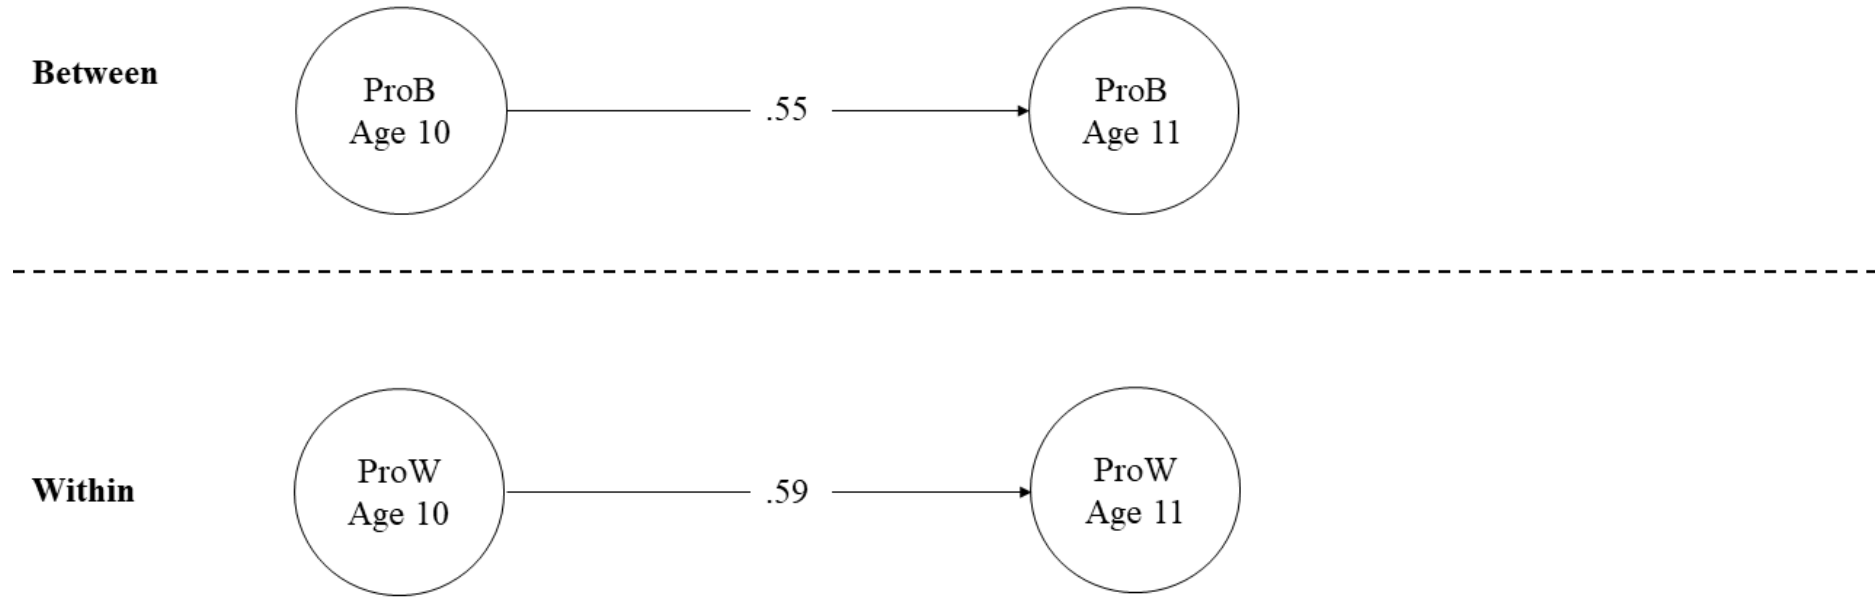 Between
ProB
Age 10
.55
ProB
Age 11
Within
ProW
Age 10
.59
ProW
Age 11